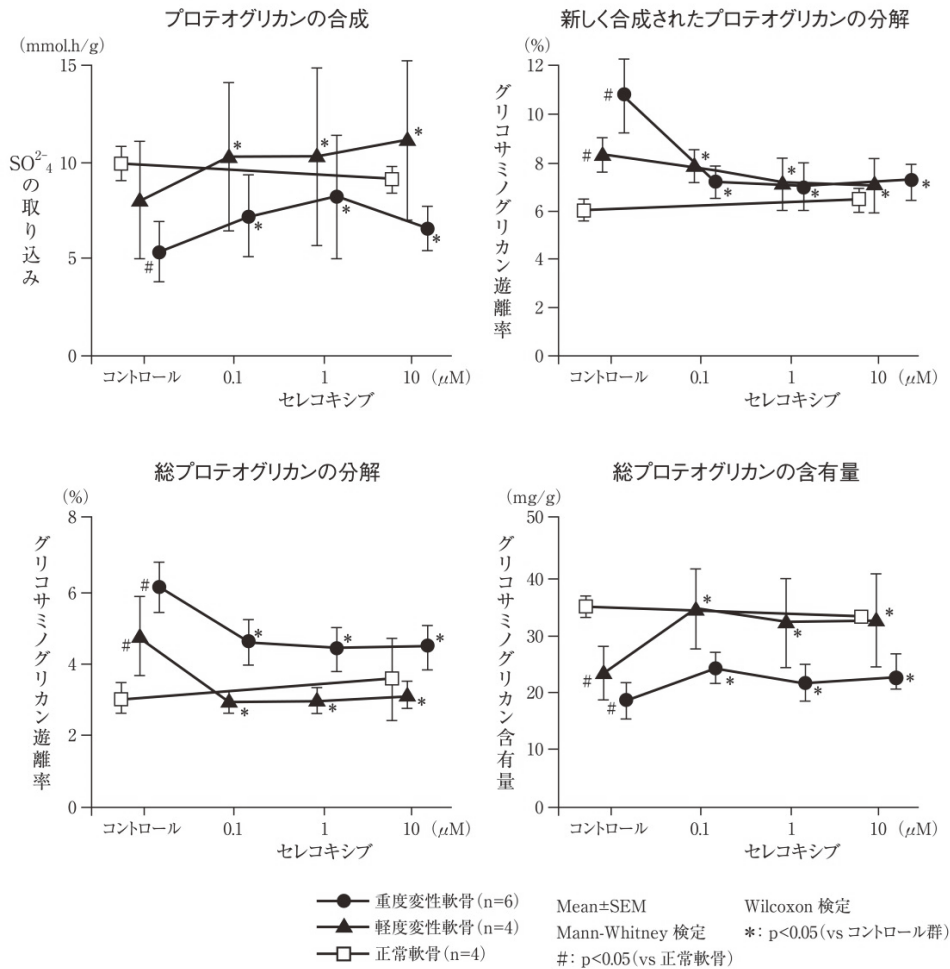 プロテオグリカンの合成
(mmol.h/g)
15
10
5
0
SO²⁻₄の取り込み
#
*
*
*
*
*
*
コントロール 0.1 1 10 (μM)
セレコキシブ
新しく合成されたプロテオグリカンの分解
(%)
12
10
8
6
4
2
0
グリコサミノグリカン遊離率
#
#
*
*
*
*
*
*
コントロール 0.1 1 10 (μM)
セレコキシブ
総プロテオグリカンの分解
(%)
8
6
4
2
0
グリコサミノグリカン遊離率
#
#
*
*
*
*
*
*
コントロール 0.1 1 10 (μM)
セレコキシブ
総プロテオグリカンの含有量
(mg/g)
50
40
30
20
10
0
グリコサミノグリカン含有量
#
#
*
*
*
*
*
*
コントロール 0.1 1 10 (μM)
セレコキシブ
重度変性軟骨(n=6)
軽度変性軟骨(n=4)
正常軟骨(n=4)
Mean±SEM
Mann-Whitney 検定
#: p<0.05(vs 正常軟骨)
Wilcoxon 検定
*: p<0.05(vs コントロール群)